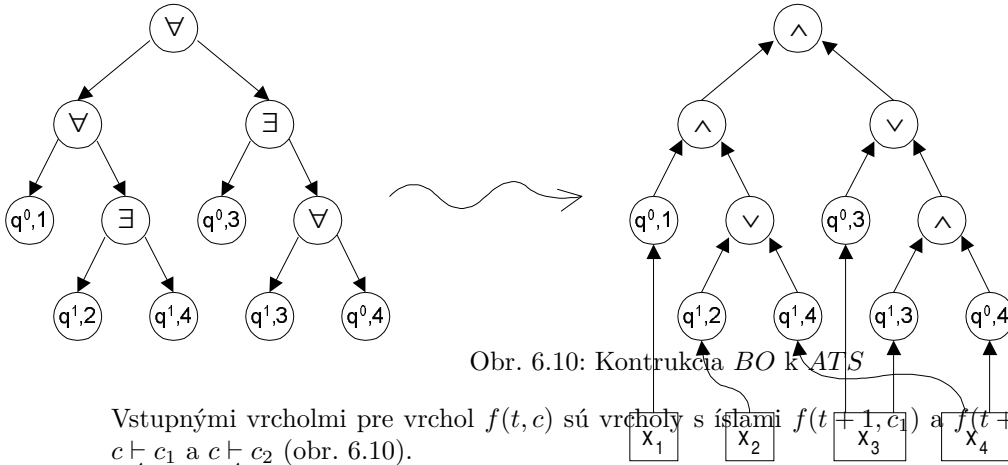 ∀ ∧
∀ ∃ ∧ ∨
q⁰,1 ∃ q⁰,3 ∀ q⁰,1 ∨ q⁰,3 ∧
q¹,2 q¹,4 q¹,3 q⁰,4 q¹,2 q¹,4 q¹,3 q⁰,4
Obr. 6.10: Kontrukcia BO k ATS
Vstupnými vrcholmi pre vrchol f(t, c) sú vrcholy s íslami f(t + 1, c₁) a f(t +
c ⊢ c₁ a c ⊢ c₂ (obr. 6.10).
x₁ x₂ x₃ x₄